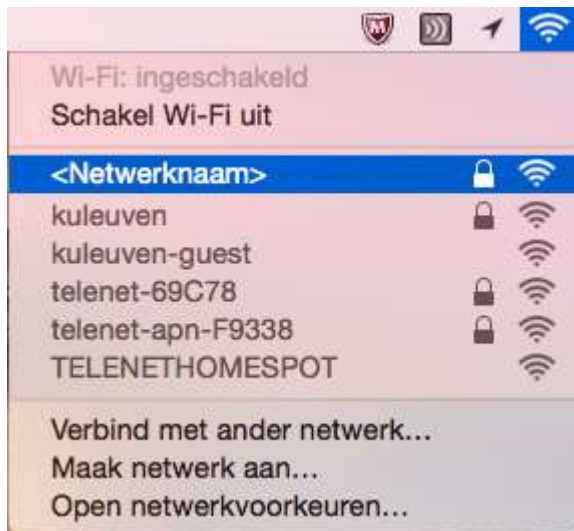 Wi-Fi: ingeschakeld
Schakel Wi-Fi uit
<Netwerknaam>
kuleuven
kuleuven-guest
telenet-69C78
telenet-apn-F9338
TELENETHOMESPOT
Verbind met ander netwerk...
Maak netwerk aan...
Open netwerkvoorkeuren...